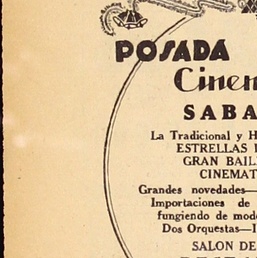 POSADA
Cinem
SABA
La Tradicional y H
ESTRELLAS
GRAN BAIL
CINEMAT
Grandes novedades—
Importaciones de
fungiendo de mode
Dos Orquestas—I
SALON DE